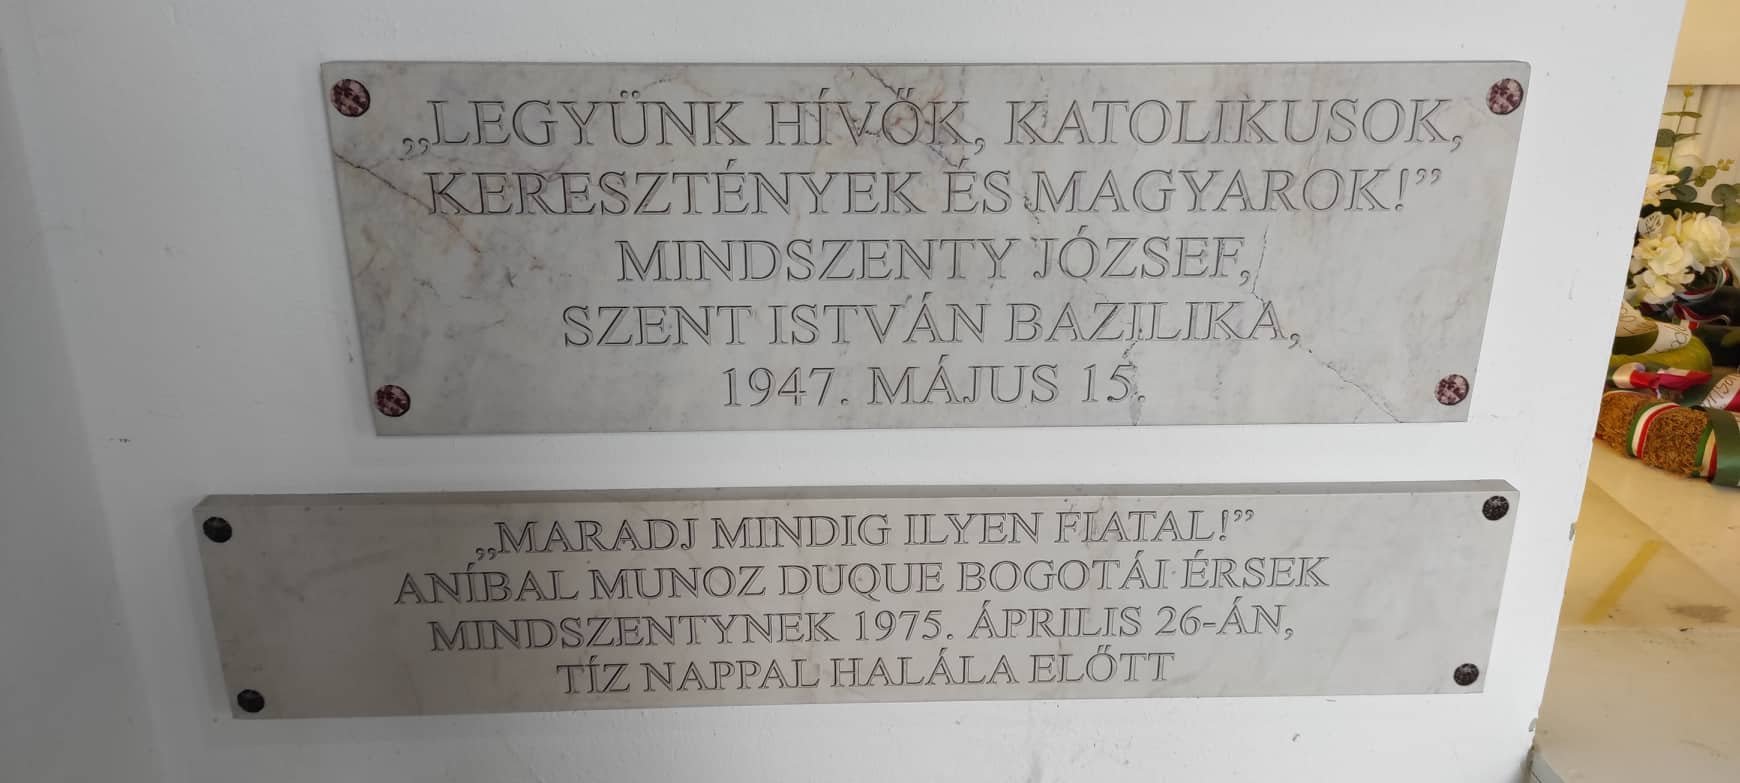 „LEGYÜNK HÍVŐK, KATOLIKUSOK,
KERESZTÉNYEK ÉS MAGYAROK!”
MINDSZENTY JÓZSEF,
SZENT ISTVÁN BAZILIKA,
1947. MÁJUS 15.
„MARADJ MINDIG ILYEN FIATAL!”
ANÍBAL MUNOZ DUQUE BOGOTÁI ÉRSEK
MINDSZENTYNEK 1975. ÁPRILIS 26-ÁN,
TÍZ NAPPAL HALÁLA ELŐTT